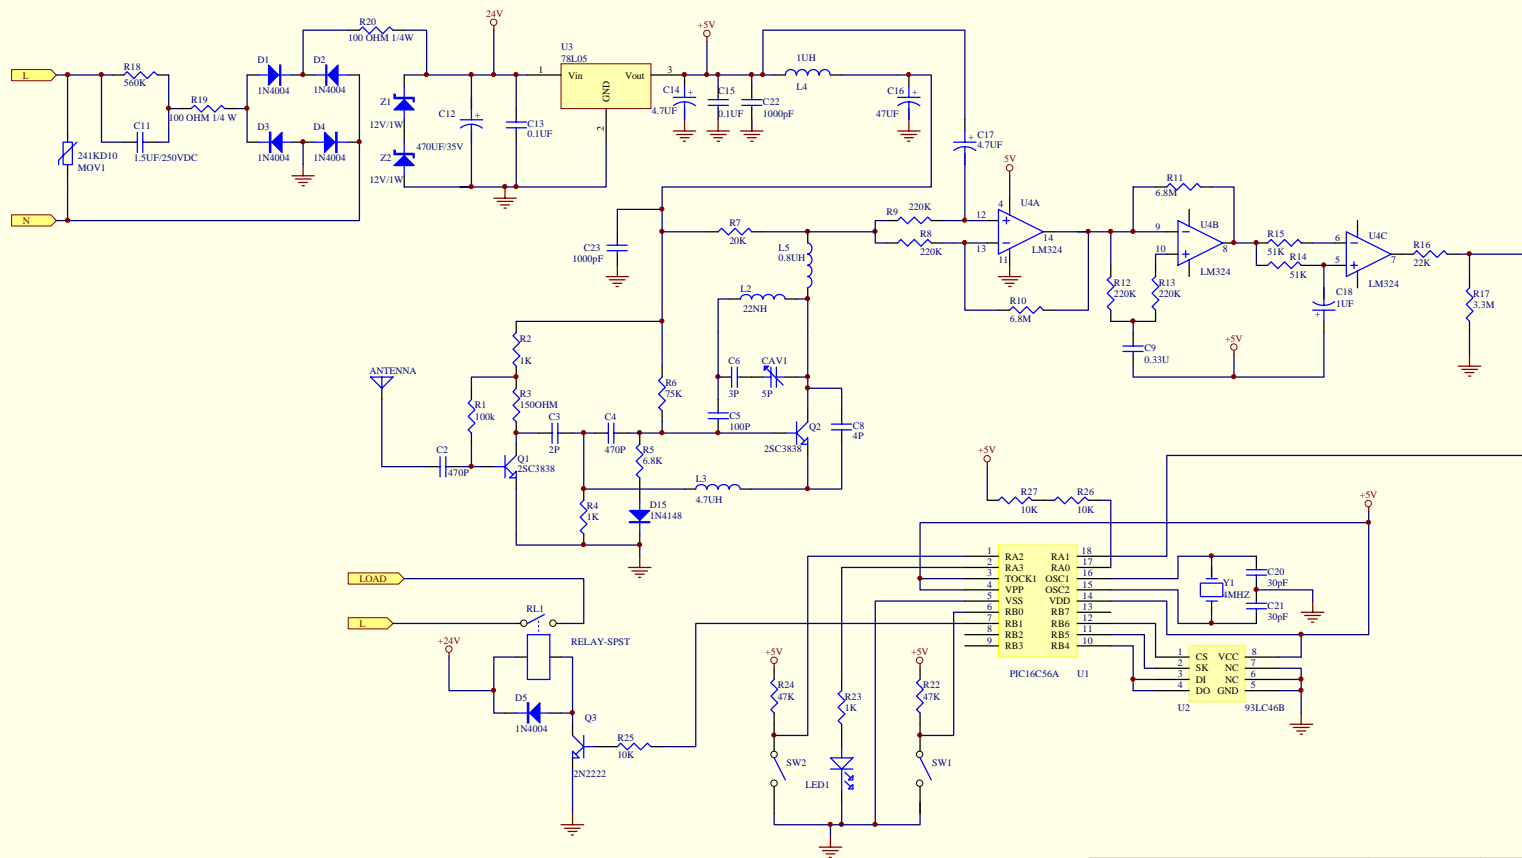 24V
R20
100 OHM 1/4W
+5V
U3
78L05
1UH
L4
D1
1N4004
D2
1N4004
L
R18
560K
R19
100 OHM 1/4 W
1
Vin
Vout
3
GND
2
C14
4.7UF
C15
0.1UF
C22
1000pF
C16
47UF
Z1
12V/1W
C12
470UF/35V
C13
0.1UF
C11
1.5UF/250VDC
D3
1N4004
D4
1N4004
241KD10
MOV1
Z2
12V/1W
N
C17
4.7UF
5V
4
U4A
R11
6.8M
R9
220K
12
R8
220K
13
14
LM324
11
R7
20K
C23
1000pF
L5
0.8UH
9
10
U4B
8
LM324
R15
51K
R14
51K
6
5
U4C
7
LM324
R16
22K
R12
220K
R13
220K
C18
1UF
R17
3.3M
L2
22NH
R10
6.8M
C9
0.33U
+5V
R2
1K
ANTENNA
R1
100k
R3
150OHM
R6
75K
C6
3P
CAV1
5P
C3
2P
C4
470P
C5
100P
Q2
2SC3838
C8
4P
C2
470P
Q1
2SC3838
R5
6.8K
L3
4.7UH
R4
1K
D15
1N4148
+5V
R27
10K
R26
10K
+5V
LOAD
L
RL1
RELAY-SPST
+24V
D5
1N4004
Q3
2N2222
R25
10K
1
RA2
RA1
18
2
RA3
RA0
17
3
TOCK1
OSC1
16
4
VPP
OSC2
15
5
VSS
VDD
14
6
RB0
RB7
13
7
RB1
RB6
12
8
RB2
RB5
11
9
RB3
RB4
10
PIC16C56A
U1
Y1
4MHZ
C20
30pF
C21
30pF
1
CS
VCC
8
2
SK
NC
7
3
DI
NC
6
4
DO
GND
5
U2
93LC46B
+5V
R24
47K
R23
1K
+5V
R22
47K
SW2
LED1
SW1